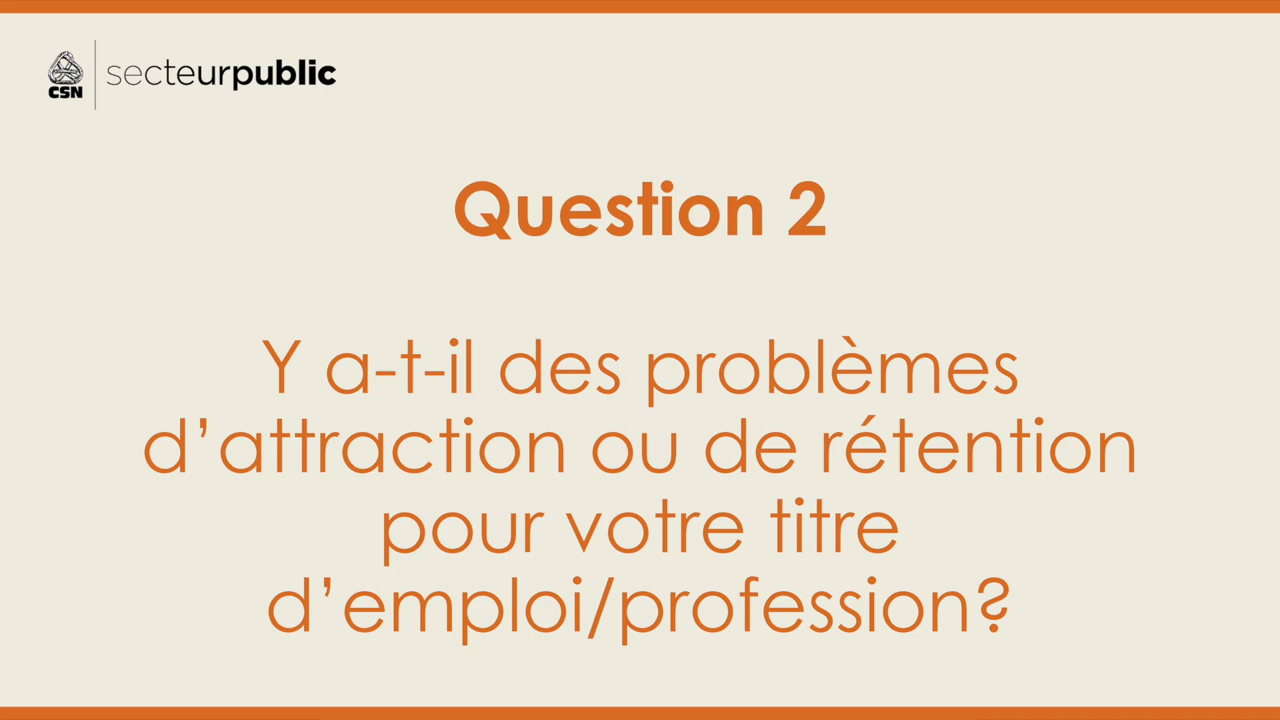 CSN
secteurpublic
Question 2
Y a-t-il des problèmes
d’attraction ou de rétention
pour votre titre
d’emploi/profession?